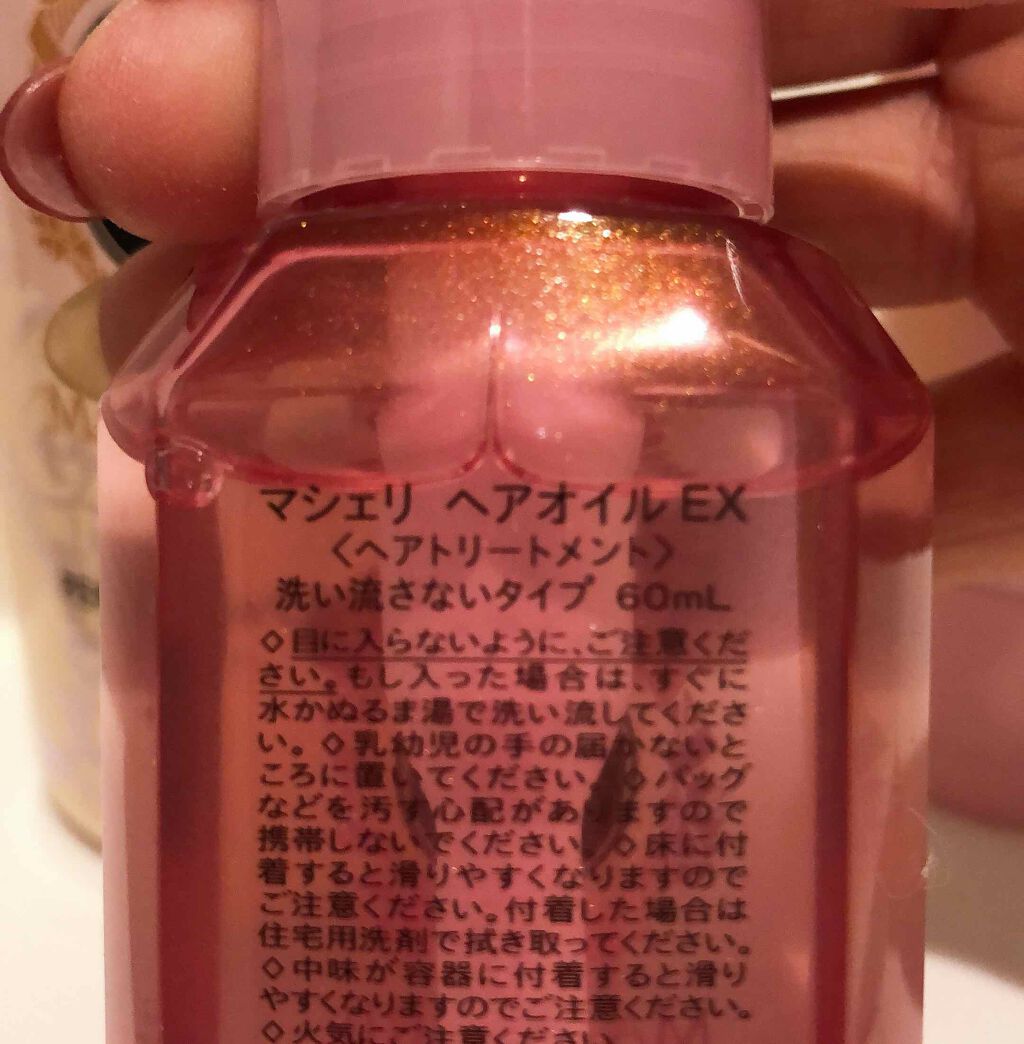 マシェリ ヘアオイル EX
〈ヘアトリートメント〉
洗い流さないタイプ 60mL
◇目に入らないように、ご注意くだ
さい。もし入った場合は、すぐに
水かぬるま湯で洗い流してくださ
い。◇乳幼児の手の届かないと
ころに置いてください。◇バッグ
などを汚す心配がありますので
携帯しないでください。◇床に付
着すると滑りやすくなりますので
ご注意ください。付着した場合は
住宅用洗剤で拭き取ってください。
◇中味が容器に付着すると滑り
やすくなりますのでご注意ください。
◇火気にご注意ください